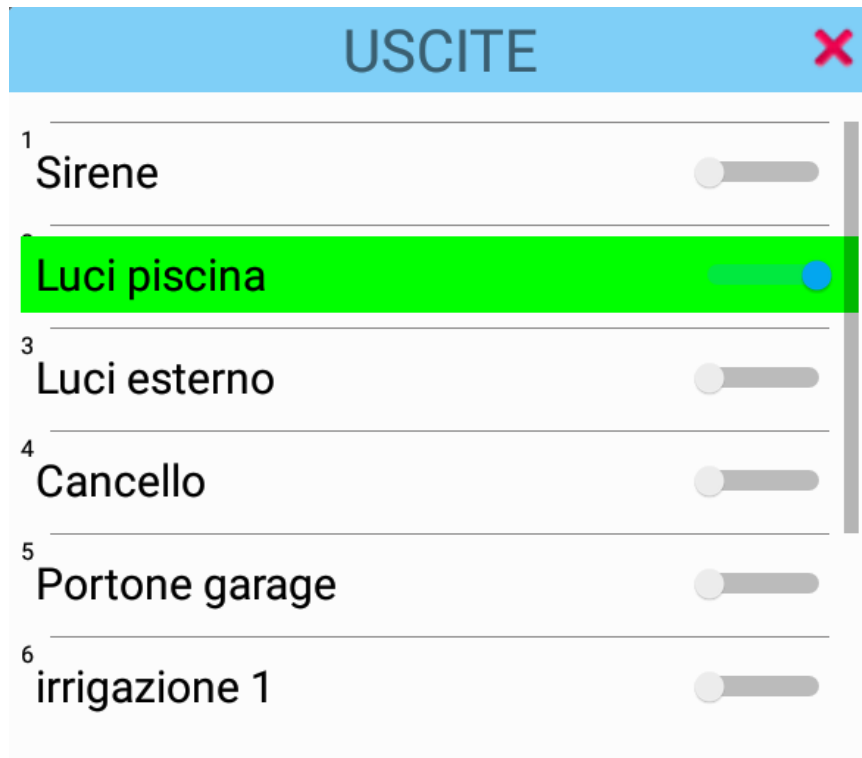 USCITE
1
Sirene
Luci piscina
3
Luci esterno
4
Cancello
5
Portone garage
6
irrigazione 1